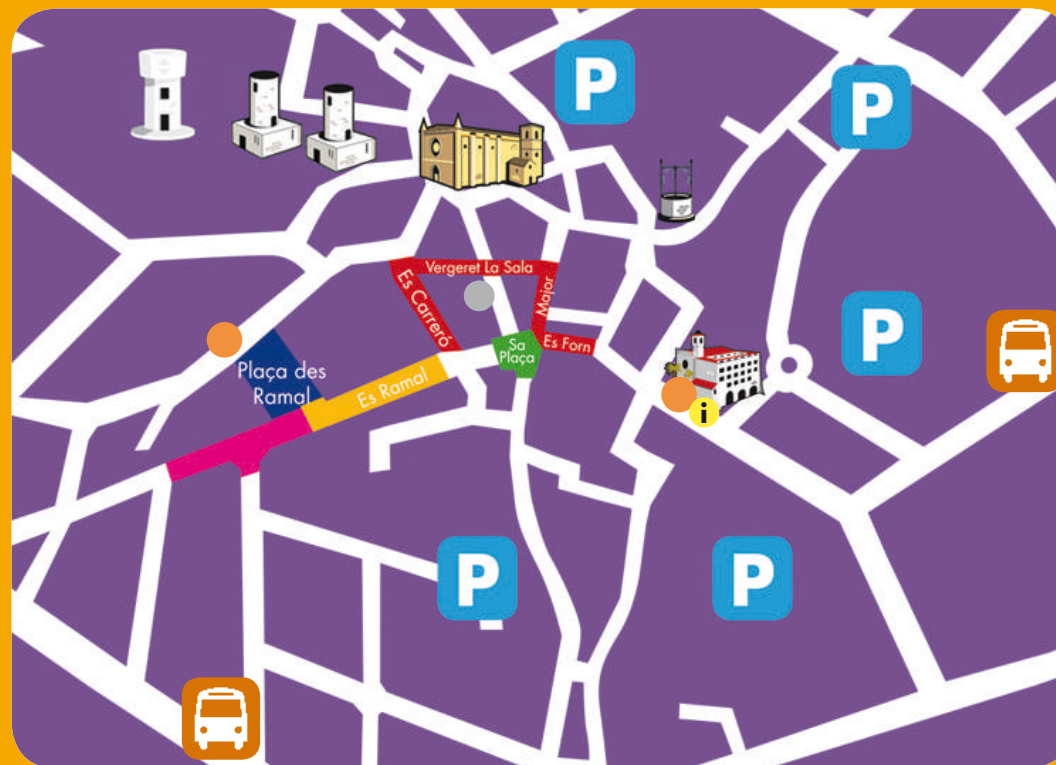 P
P
Vergeret La Sala
Es Carreró
Major
P
Sa
Plaça
Es Forn
Plaça des
Ramal
Es Ramal
i
P
P